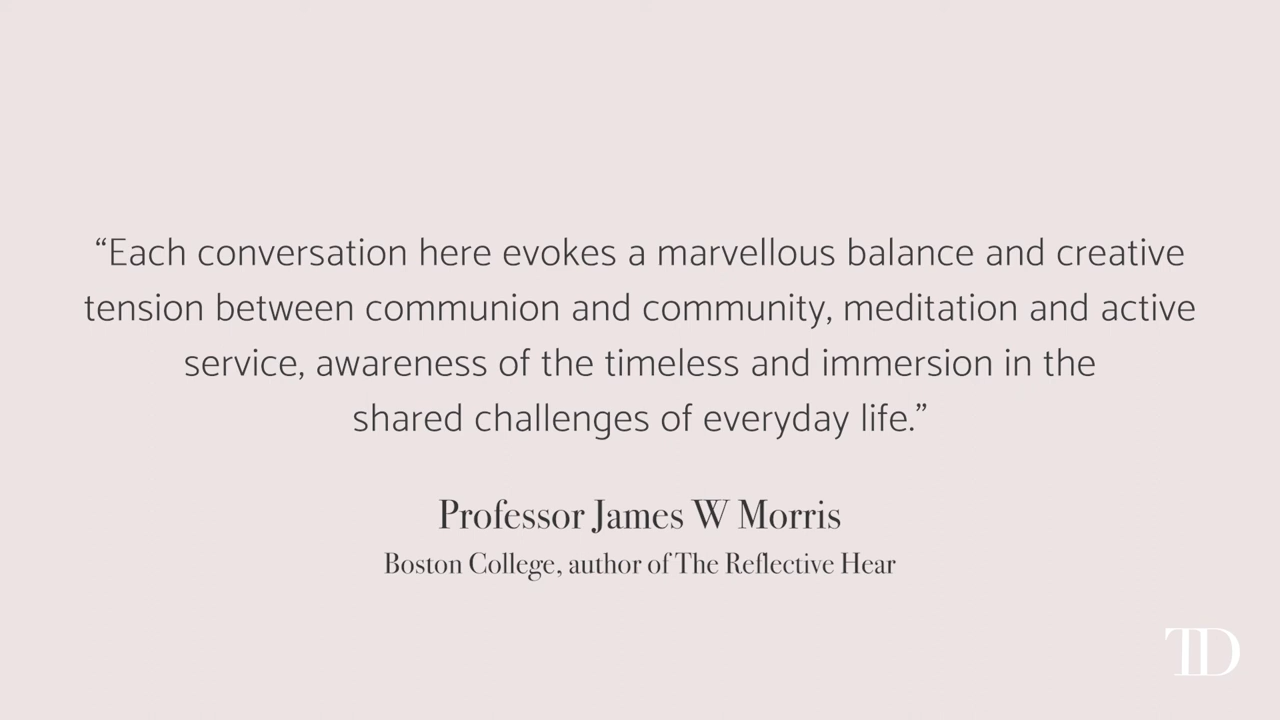 “Each conversation here evokes a marvellous balance and creative
tension between communion and community, meditation and active
service, awareness of the timeless and immersion in the
shared challenges of everyday life.”
Professor James W Morris
Boston College, author of The Reflective Hear
TD